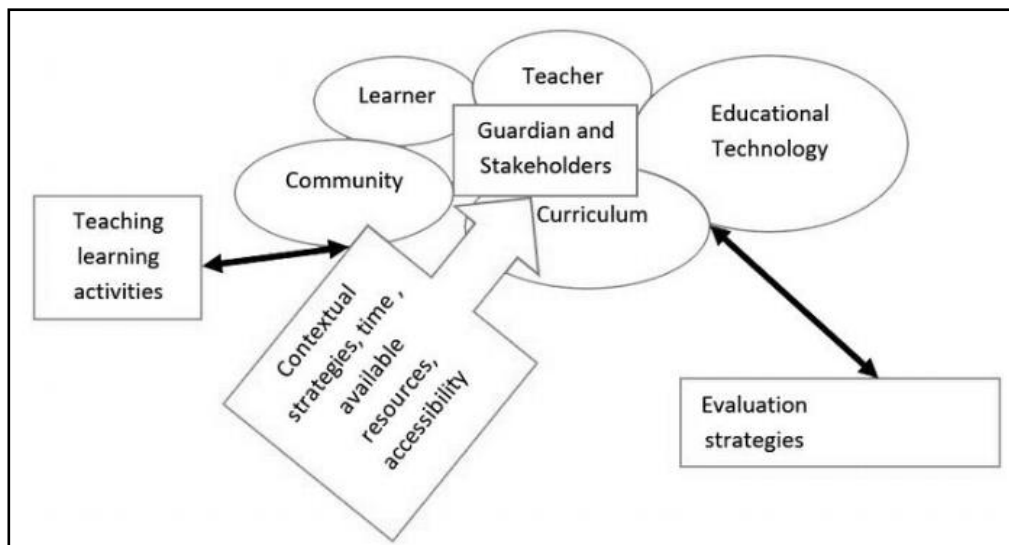 Teacher
Learner
Educational
Technology
Guardian and
Stakeholders
Community
Curriculum
Teaching
learning
activities
Contextual
strategies, time ,
available
resources,
accessibility
Evaluation
strategies